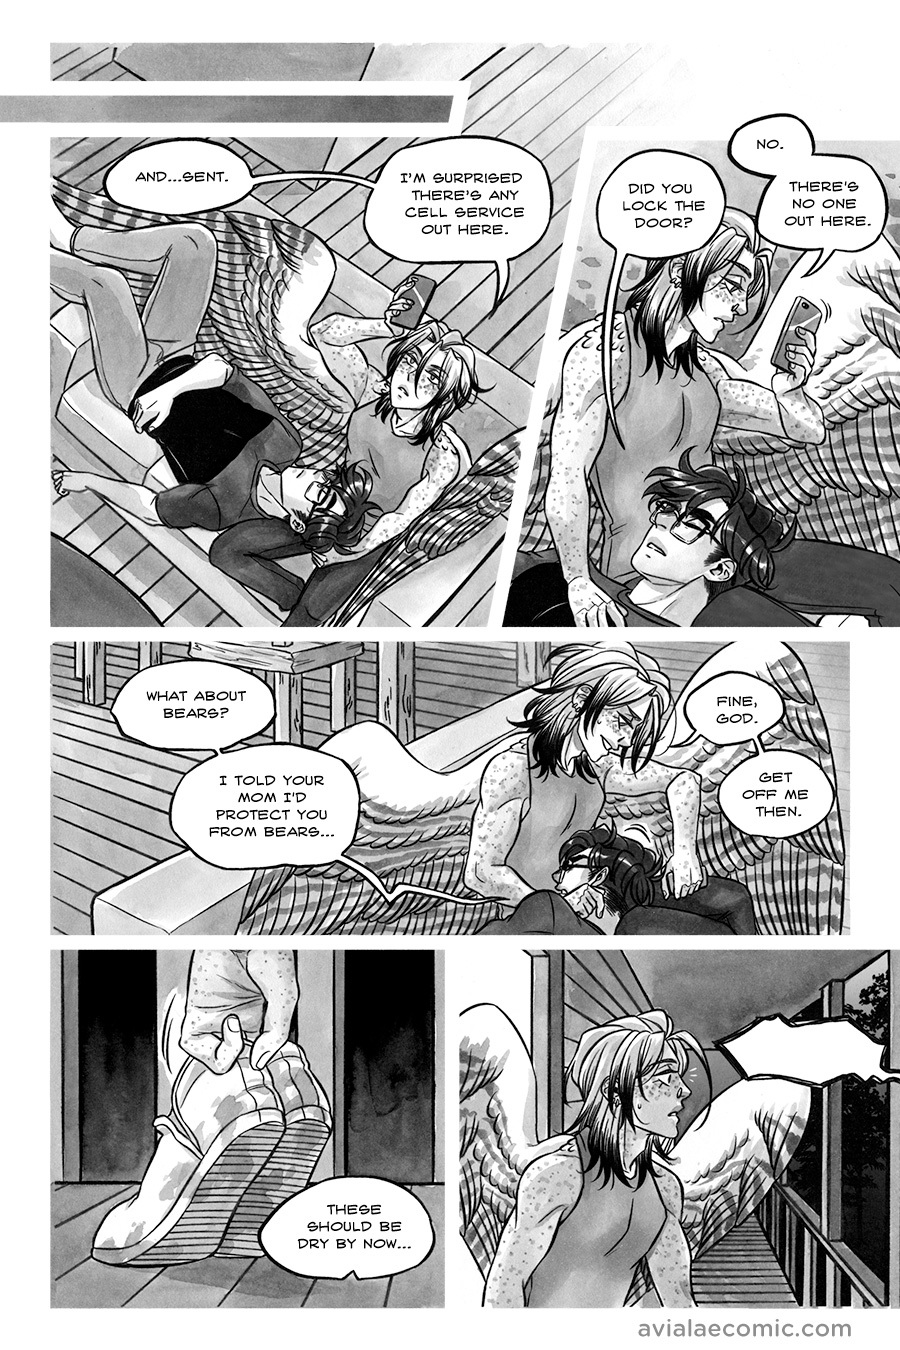 AND...SENT.
I'M SURPRISED
THERE'S ANY
CELL SERVICE
OUT HERE.
DID YOU
LOCK THE
DOOR?
NO.
THERE'S
NO ONE
OUT HERE.
WHAT ABOUT
BEARS?
I TOLD YOUR
MOM I'D
PROTECT YOU
FROM BEARS...
FINE,
GOD.
GET
OFF ME
THEN.
THESE
SHOULD BE
DRY BY NOW...
avialaecomic.com